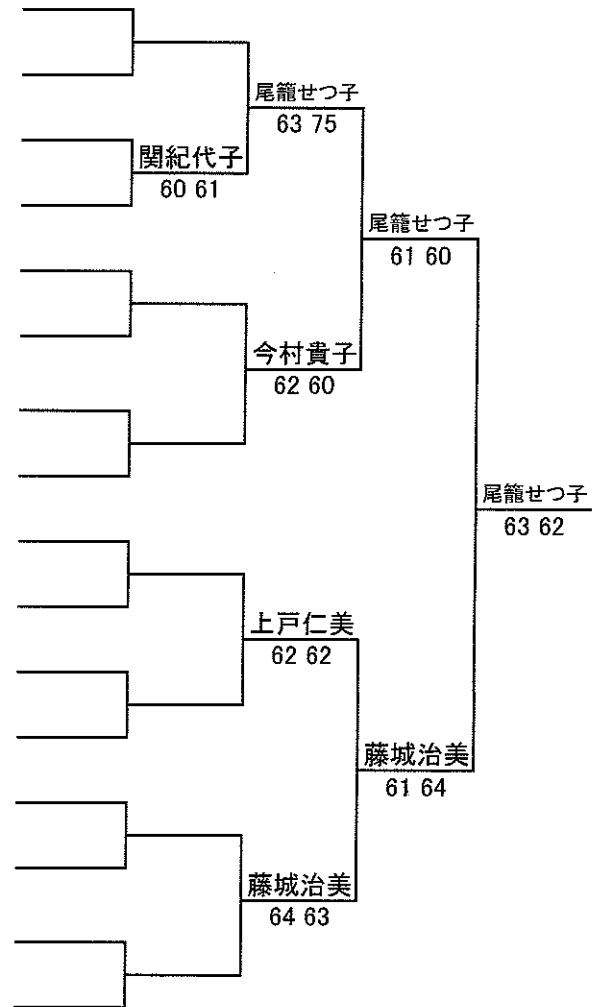 尾籠せつ子
63 75
関紀代子
60 61
尾籠せつ子
61 60
今村貴子
62 60
尾籠せつ子
63 62
上戸仁美
62 62
藤城治美
61 64
藤城治美
64 63